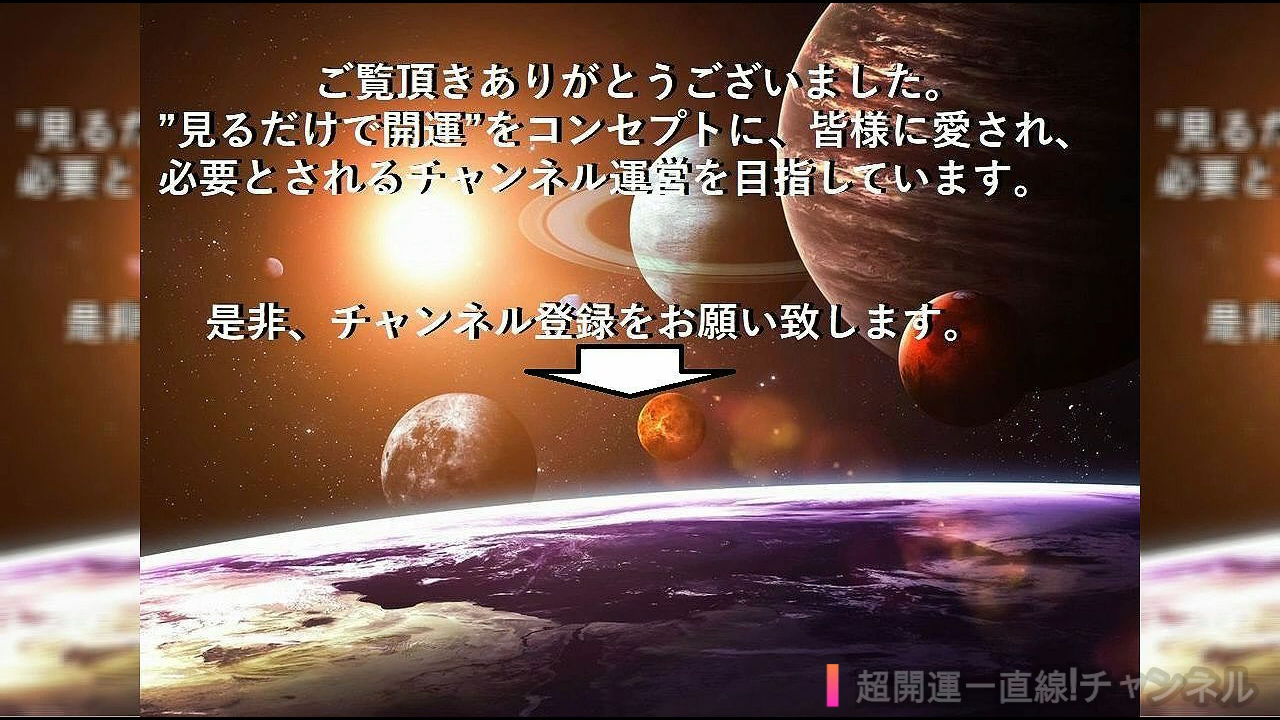 ご覧頂きありがとうございました。
”見るだけで開運”をコンセプトに、皆様に愛され、
必要とされるチャンネル運営を目指しています。
是非、チャンネル登録をお願い致します。
超開運一直線!チャンネル